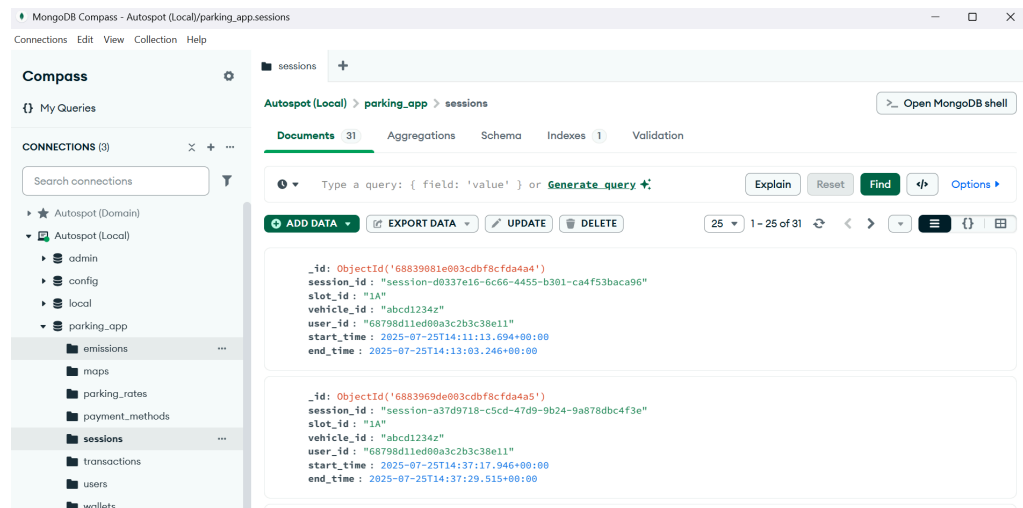 MongoDB Compass - Autospot (Local)/parking_app.sessions
Connections Edit View Collection Help
Compass
{} My Queries
CONNECTIONS (3)
Search connections
Autospot (Domain)
Autospot (Local)
admin
config
local
parking_app
emissions
maps
parking_rates
payment_methods
sessions
transactions
users
wallets
sessions
Autospot (Local) > parking_app > sessions
>_ Open MongoDB shell
Documents 31 Aggregations Schema Indexes 1 Validation
Type a query: { field: 'value' } or Generate query
Explain Reset Find </> Options
ADD DATA EXPORT DATA UPDATE DELETE
25 1 – 25 of 31 {}
_id: ObjectId('68839081e003cdbf8cfda4a4')
session_id : "session-d0337e16-6c66-4455-b301-ca4f53baca96"
slot_id : "1A"
vehicle_id : "abcd1234z"
user_id : "68798d11ed00a3c2b3c38e11"
start_time : 2025-07-25T14:11:13.694+00:00
end_time : 2025-07-25T14:13:03.246+00:00
_id: ObjectId('6883969de003cdbf8cfda4a5')
session_id : "session-a37d9718-c5cd-47d9-9b24-9a878dbc4f3e"
slot_id : "1A"
vehicle_id : "abcd1234z"
user_id : "68798d11ed00a3c2b3c38e11"
start_time : 2025-07-25T14:37:17.946+00:00
end_time : 2025-07-25T14:37:29.515+00:00